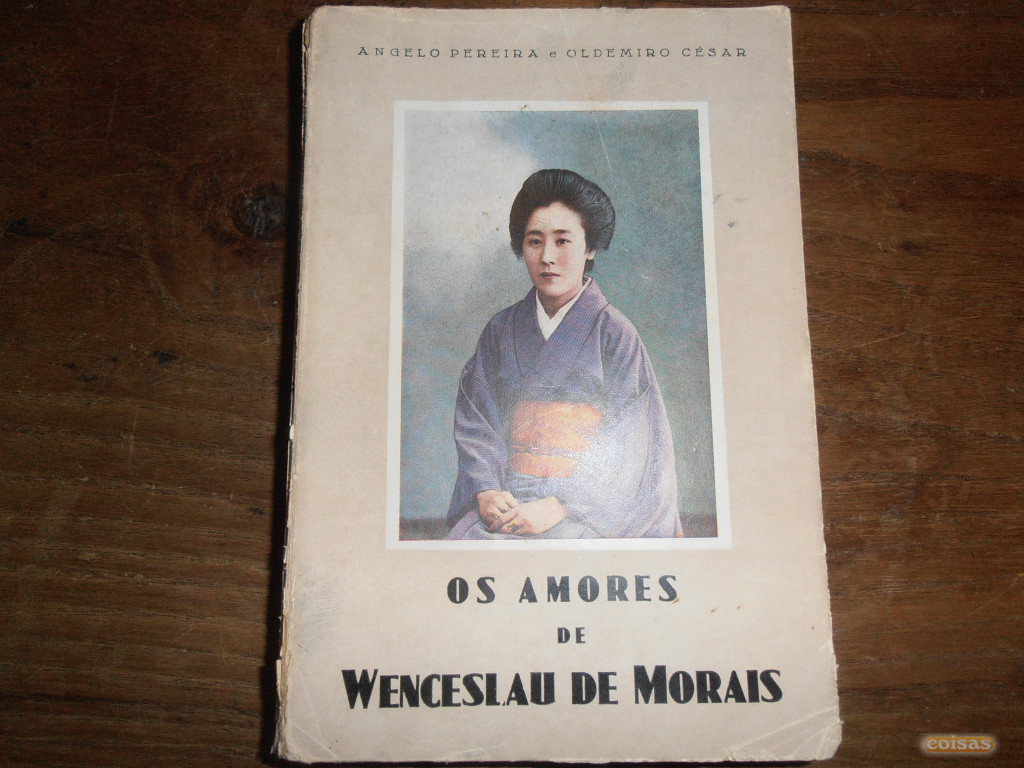 ANGELO PEREIRA e OLDEMIRO CÉSAR
OS AMORES
DE
WENCESLAU DE MORAIS
coisas